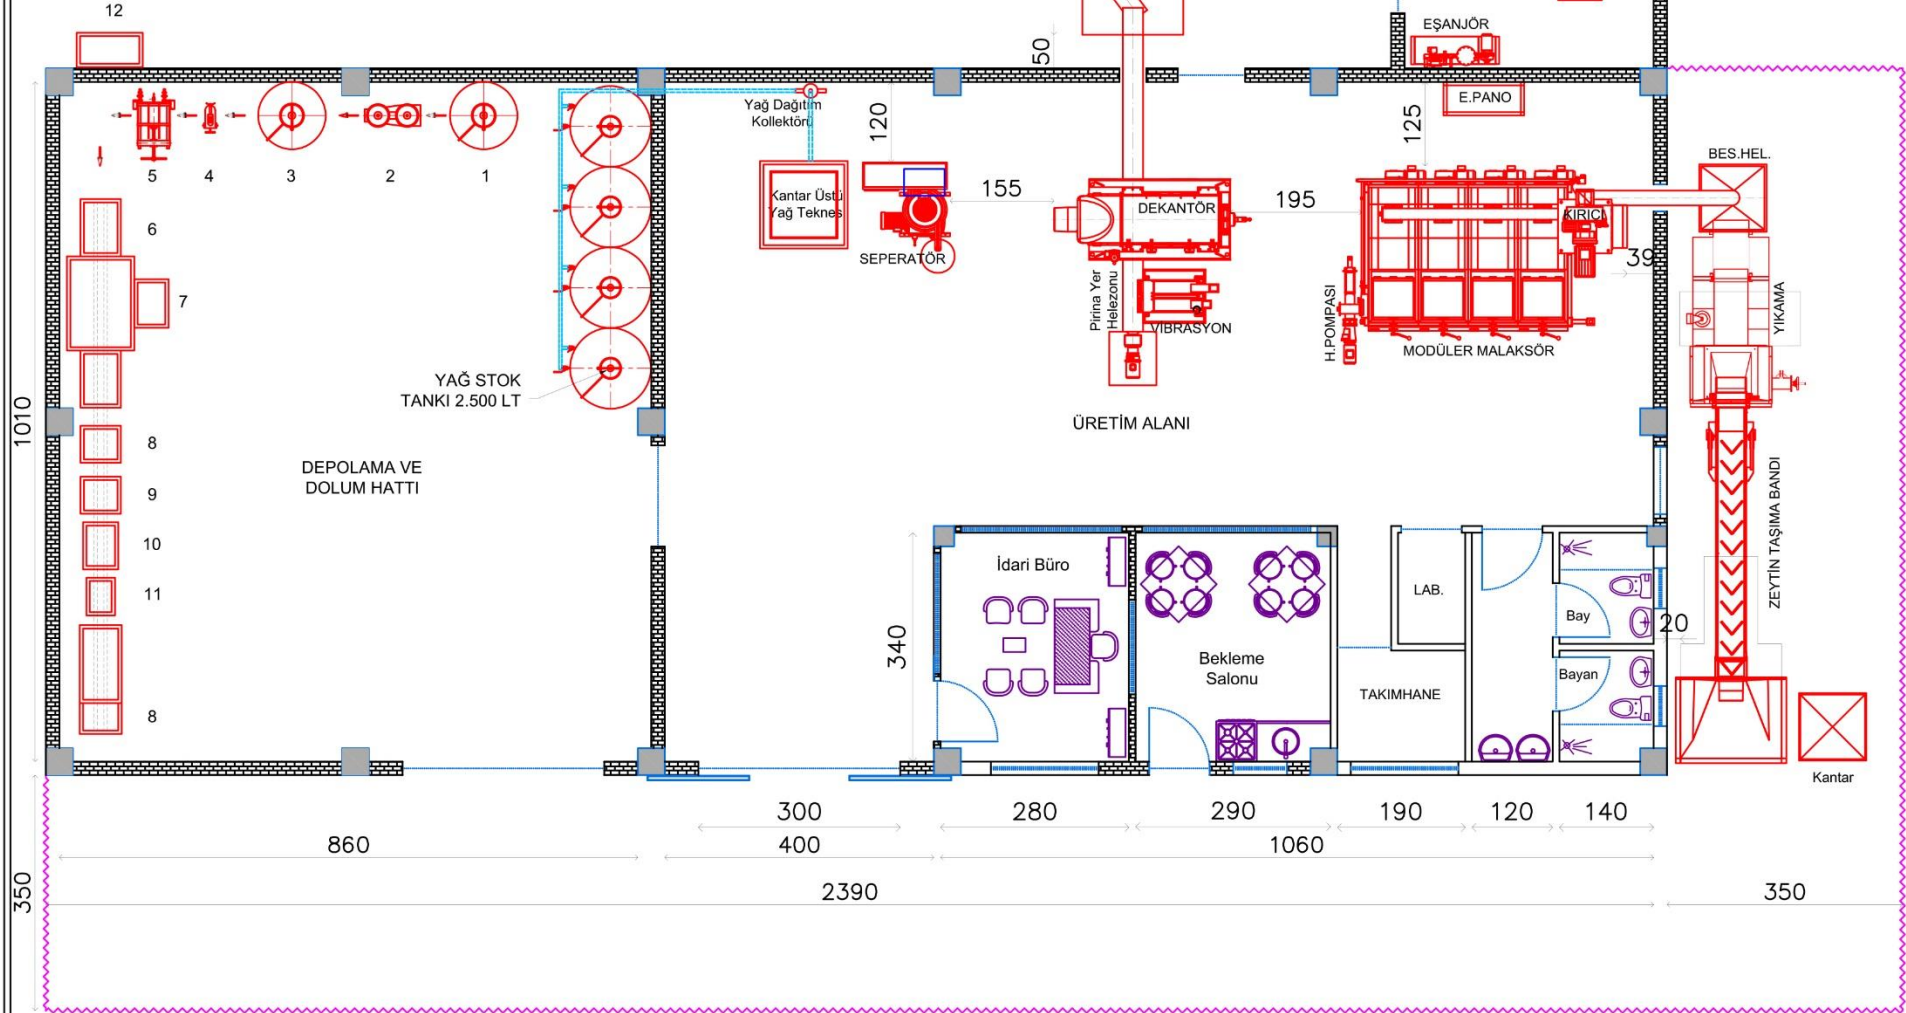 12
EŞANJÖR
50
E.PANO
Yağ Dağıtım
Kollektörü
120
125
BES.HEL.
5
4
3
2
1
155
195
Kantar Üstü
Yağ Teknes
DEKANTÖR
KIRICI
6
SEPERATÖR
39
7
Pirina Yer
Helezonu
VİBRASYON
H.POMPASI
MODÜLER MALAKSÖR
YIKAMA
YAĞ STOK
TANKI 2.500 LT
1010
ÜRETİM ALANI
8
DEPOLAMA VE
DOLUM HATTI
9
ZEYTİN TAŞIMA BANDI
10
İdari Büro
11
LAB.
Bay
20
340
Bekleme
Salonu
Bayan
TAKIMHANE
8
Kantar
300
280
290
190
120
140
860
400
1060
350
2390
350